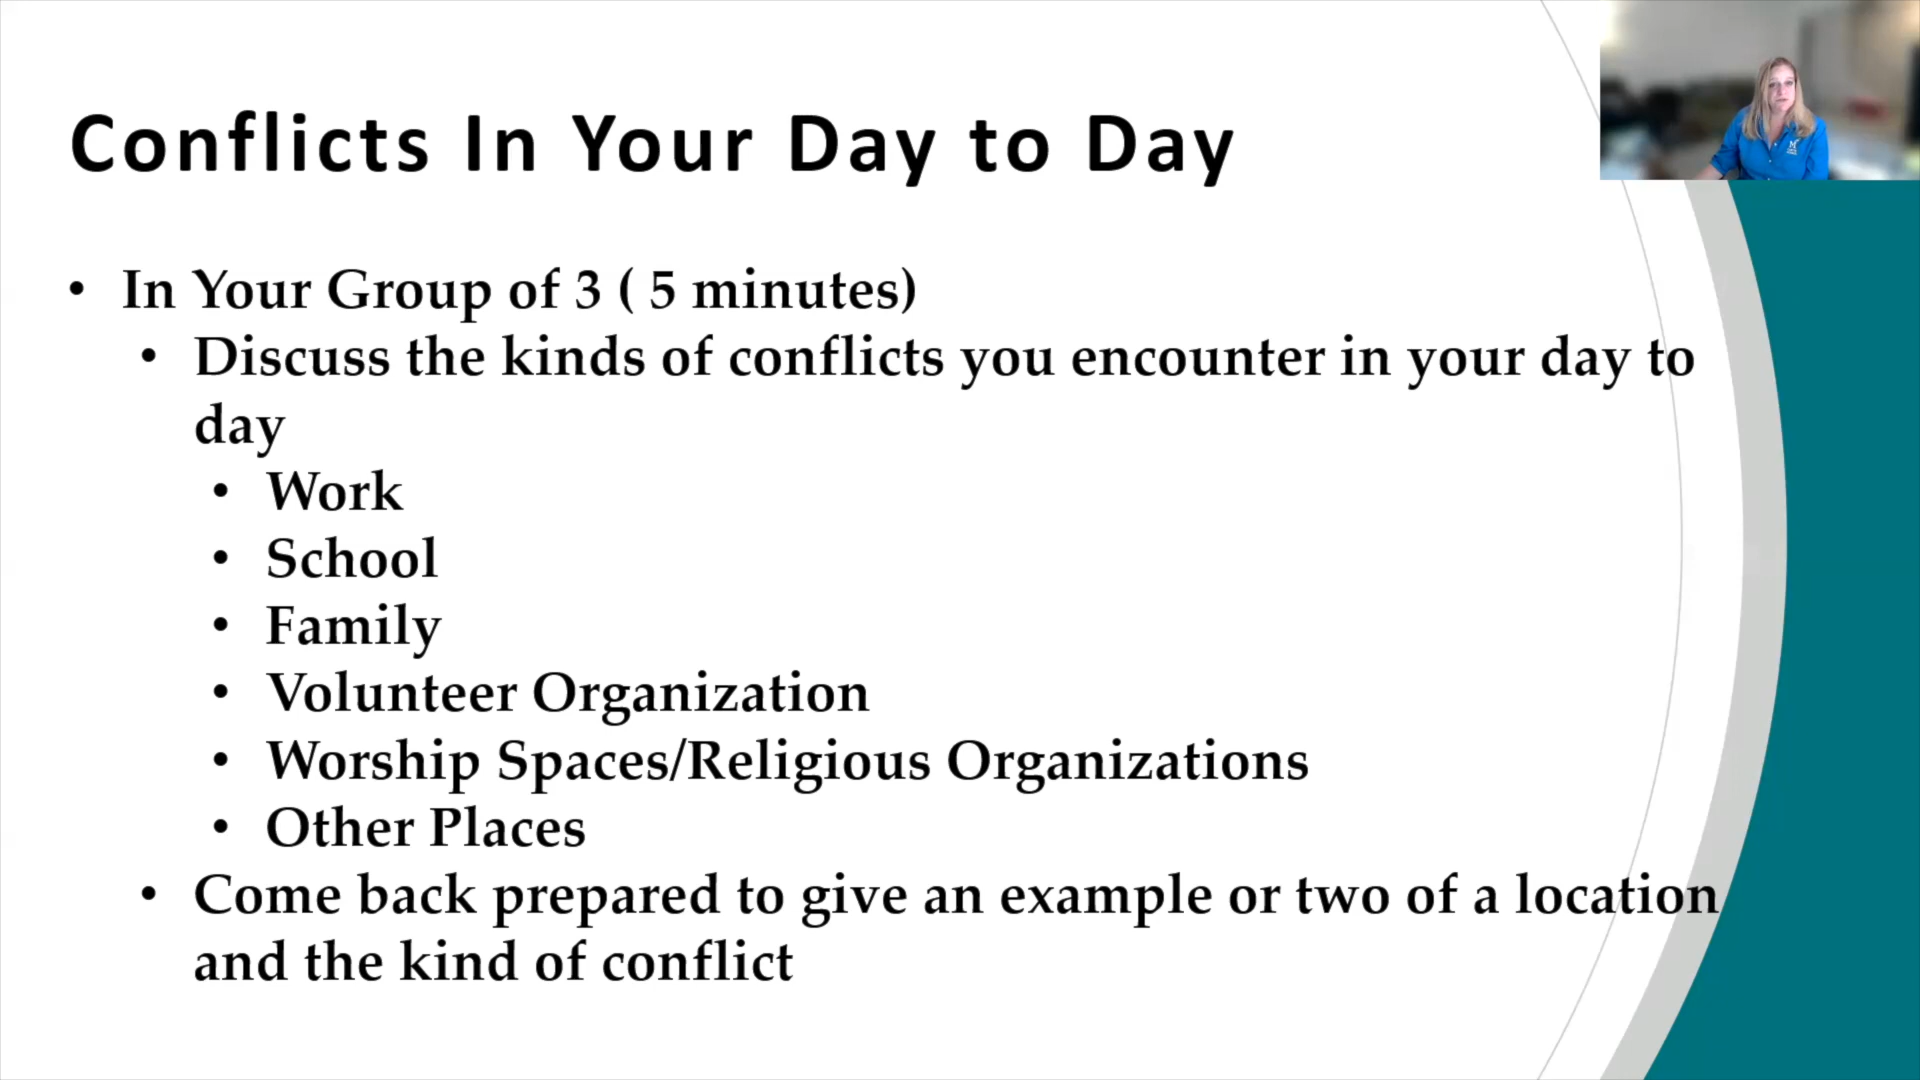 Conflicts In Your Day to Day
• In Your Group of 3 ( 5 minutes)
• Discuss the kinds of conflicts you encounter in your day to
day
• Work
• School
• Family
• Volunteer Organization
• Worship Spaces/Religious Organizations
• Other Places
• Come back prepared to give an example or two of a location
and the kind of conflict